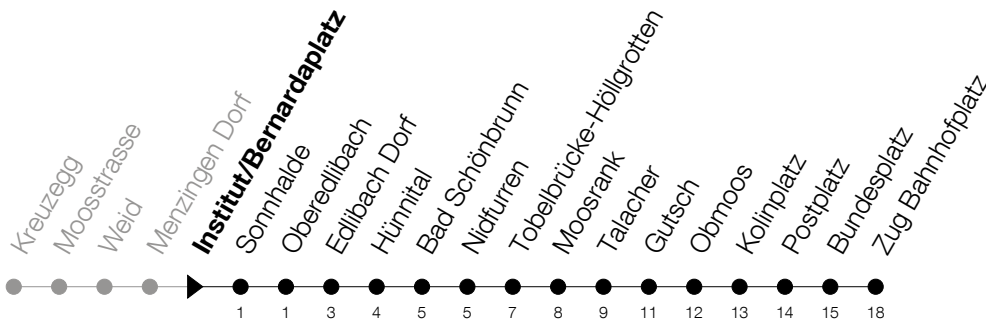 Kreuzegg
Moosstrasse
Weid
Menzingen Dorf
Institut/Bernardaplatz
Sonnhalde
Oberedlibach
Edlibach Dorf
Hünnital
Bad Schönbrunn
Nidfurren
Tobelbrücke-Höllgrotten
Moosrank
Talacher
Gutsch
Obmoos
Kolinplatz
Postplatz
Bundesplatz
Zug Bahnhofplatz
1 1 3 4 5 5 7 8 9 11 12 13 14 15 18